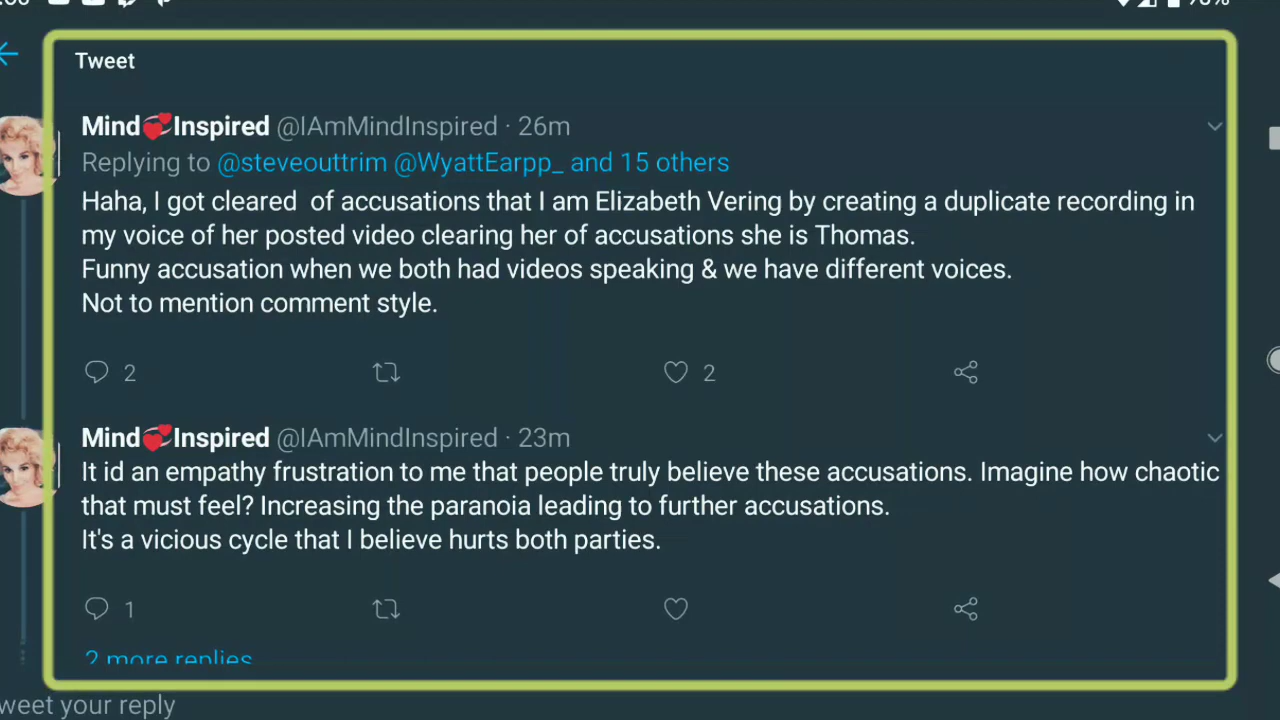 Tweet
Mind💞Inspired @IAmMindInspired · 26m
Replying to @steveouttrim @WyattEarpp_ and 15 others
Haha, I got cleared  of accusations that I am Elizabeth Vering by creating a duplicate recording in
my voice of her posted video clearing her of accusations she is Thomas.
Funny accusation when we both had videos speaking & we have different voices.
Not to mention comment style.
2 2
Mind💞Inspired @IAmMindInspired · 23m
It id an empathy frustration to me that people truly believe these accusations. Imagine how chaotic
that must feel? Increasing the paranoia leading to further accusations.
It's a vicious cycle that I believe hurts both parties.
1
2 more replies
weet your reply